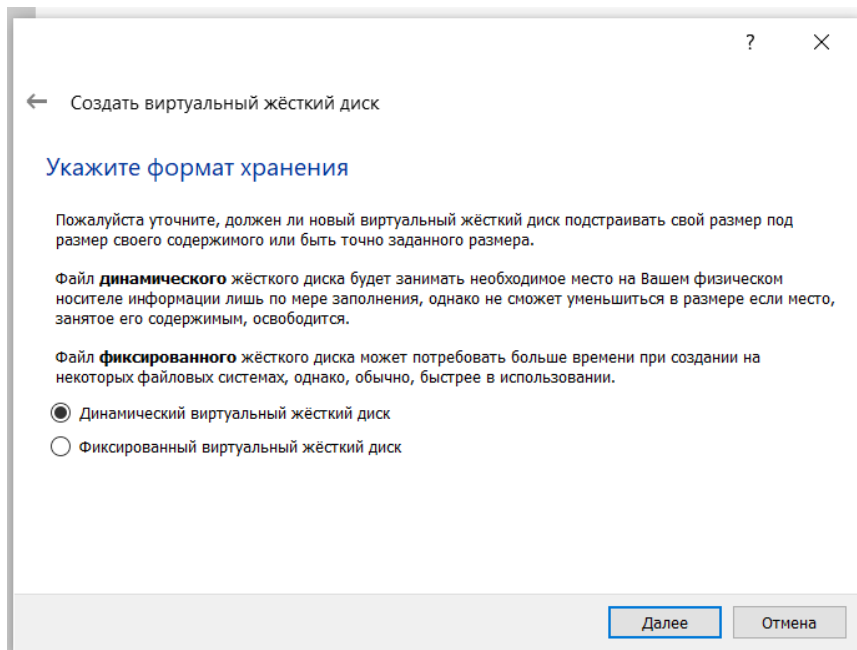 ?
Создать виртуальный жёсткий диск
Укажите формат хранения
Пожалуйста уточните, должен ли новый виртуальный жёсткий диск подстраивать свой размер под
размер своего содержимого или быть точно заданного размера.
Файл динамического жёсткого диска будет занимать необходимое место на Вашем физическом
носителе информации лишь по мере заполнения, однако не сможет уменьшиться в размере если место,
занятое его содержимым, освободится.
Файл фиксированного жёсткого диска может потребовать больше времени при создании на
некоторых файловых системах, однако, обычно, быстрее в использовании.
Динамический виртуальный жёсткий диск
Фиксированный виртуальный жёсткий диск
Далее
Отмена